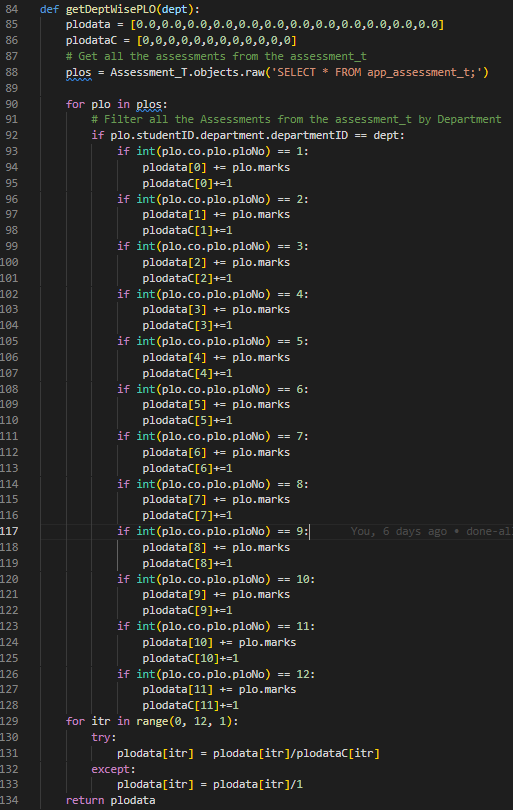 84 def getDeptWisePLO(dept):
85 plodata = [0.0,0.0,0.0,0.0,0.0,0.0,0.0,0.0,0.0,0.0,0.0,0.0]
86 plodataC = [0,0,0,0,0,0,0,0,0,0,0,0]
87 # Get all the assessments from the assessment_t
88 plos = Assessment_T.objects.raw('SELECT * FROM app_assessment_t;')
89
90 for plo in plos:
91 # Filter all the Assessments from the assessment_t by Department
92 if plo.studentID.department.departmentID == dept:
93 if int(plo.co.plo.ploNo) == 1:
94 plodata[0] += plo.marks
95 plodataC[0]+=1
96 if int(plo.co.plo.ploNo) == 2:
97 plodata[1] += plo.marks
98 plodataC[1]+=1
99 if int(plo.co.plo.ploNo) == 3:
100 plodata[2] += plo.marks
101 plodataC[2]+=1
102 if int(plo.co.plo.ploNo) == 4:
103 plodata[3] += plo.marks
104 plodataC[3]+=1
105 if int(plo.co.plo.ploNo) == 5:
106 plodata[4] += plo.marks
107 plodataC[4]+=1
108 if int(plo.co.plo.ploNo) == 6:
109 plodata[5] += plo.marks
110 plodataC[5]+=1
111 if int(plo.co.plo.ploNo) == 7:
112 plodata[6] += plo.marks
113 plodataC[6]+=1
114 if int(plo.co.plo.ploNo) == 8:
115 plodata[7] += plo.marks
116 plodataC[7]+=1
117 if int(plo.co.plo.ploNo) == 9: You, 6 days ago • done-al
118 plodata[8] += plo.marks
119 plodataC[8]+=1
120 if int(plo.co.plo.ploNo) == 10:
121 plodata[9] += plo.marks
122 plodataC[9]+=1
123 if int(plo.co.plo.ploNo) == 11:
124 plodata[10] += plo.marks
125 plodataC[10]+=1
126 if int(plo.co.plo.ploNo) == 12:
127 plodata[11] += plo.marks
128 plodataC[11]+=1
129 for itr in range(0, 12, 1):
130 try:
131 plodata[itr] = plodata[itr]/plodataC[itr]
132 except:
133 plodata[itr] = plodata[itr]/1
134 return plodata